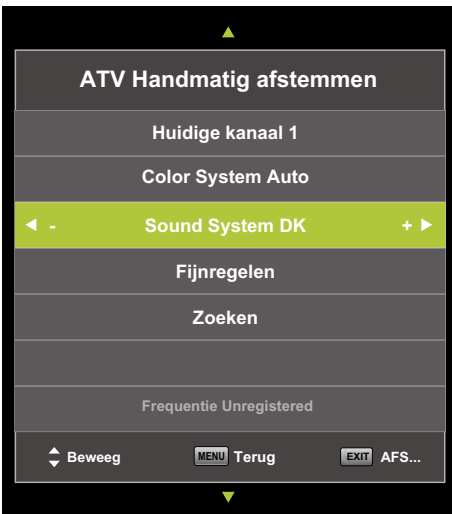 ATV Handmatig afstemmen
Huidige kanaal 1
Color System Auto
- Sound System DK +
Fijnregelen
Zoeken
Frequentie Unregistered
Beweeg MENU Terug EXIT AFS...